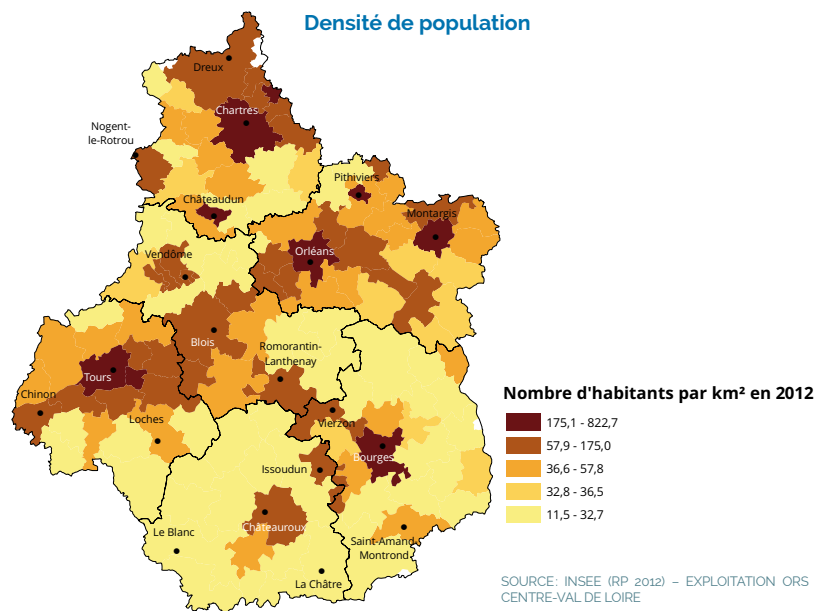 Densité de population
Dreux
Chartres
Nogent-
le-Rotrou
Pithiviers
Châteaudun
Montargis
Orléans
Vendôme
Blois
Romorantin-
Lanthenay
Tours
Chinon
Loches
Vierzon
Bourges
Issoudun
Châteauroux
Le Blanc
Saint-Amand
Montrond
La Châtre
Nombre d'habitants par km² en 2012
175,1 - 822,7
57,9 - 175,0
36,6 - 57,8
32,8 - 36,5
11,5 - 32,7
SOURCE: INSEE (RP 2012) – EXPLOITATION ORS
CENTRE-VAL DE LOIRE